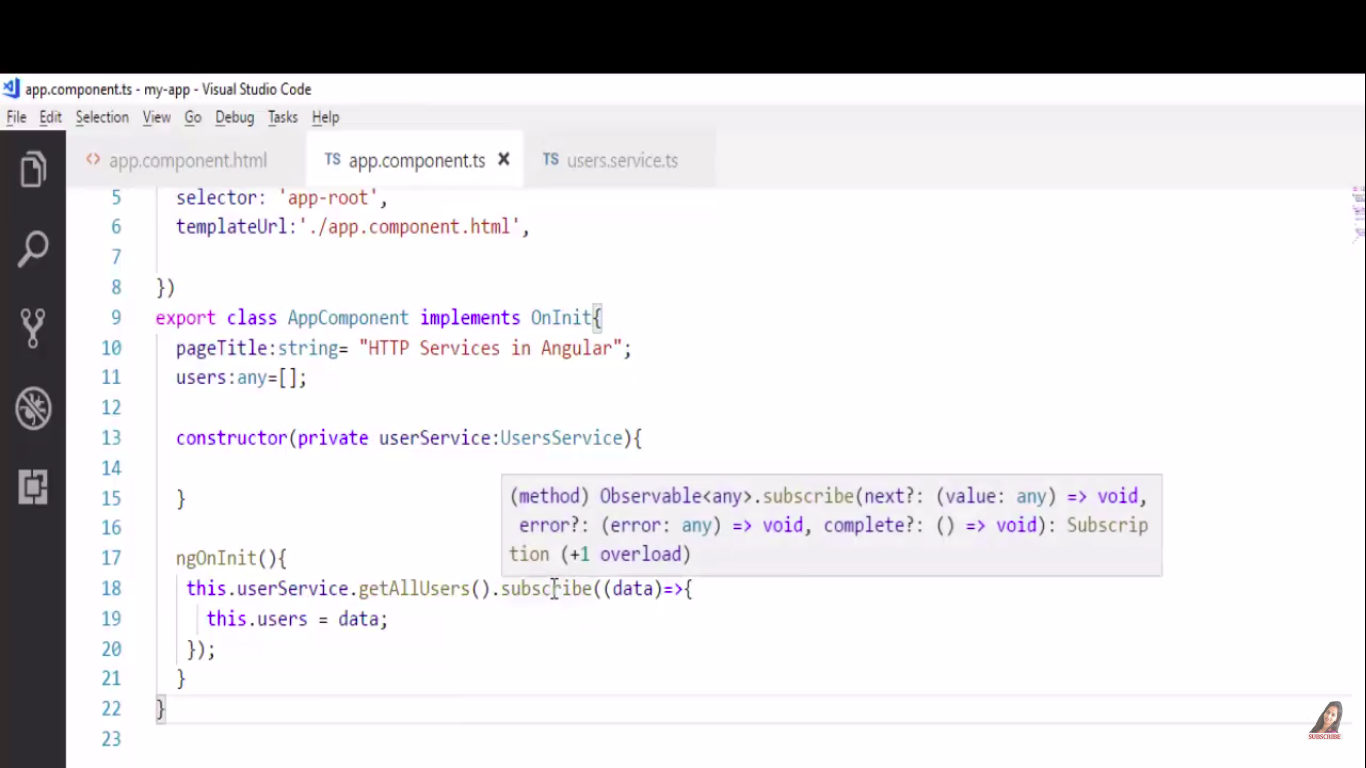 app.component.ts - my-app - Visual Studio Code
File Edit Selection View Go Debug Tasks Help
<> app.component.html TS app.component.ts × TS users.service.ts
5 selector: 'app-root',
6 templateUrl:'./app.component.html',
7
8 })
9 export class AppComponent implements OnInit{
10 pageTitle:string= "HTTP Services in Angular";
11 users:any=[];
12
13 constructor(private userService:UsersService){
14
(method) Observable<any>.subscribe(next?: (value: any) => void,
15 }
error?: (error: any) => void, complete?: () => void): Subscrip
16
tion (+1 overload)
17 ngOnInit(){
18 this.userService.getAllUsers().subscribe((data)=>{
19 this.users = data;
20 });
21 }
22 }
23
SUBSCRIBE